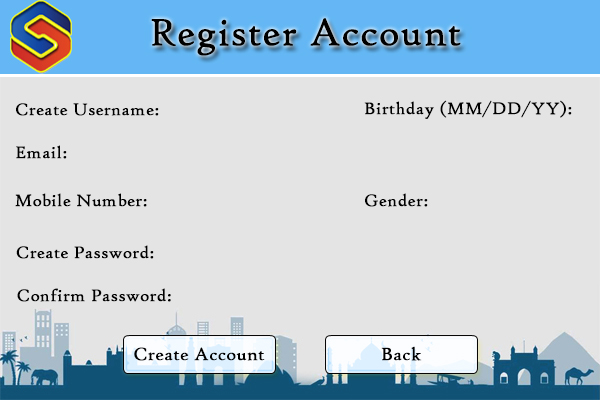 Register Account
Create Username:
Birthday (MM/DD/YY):
Email:
Mobile Number:
Gender:
Create Password:
Confirm Password:
Create Account
Back